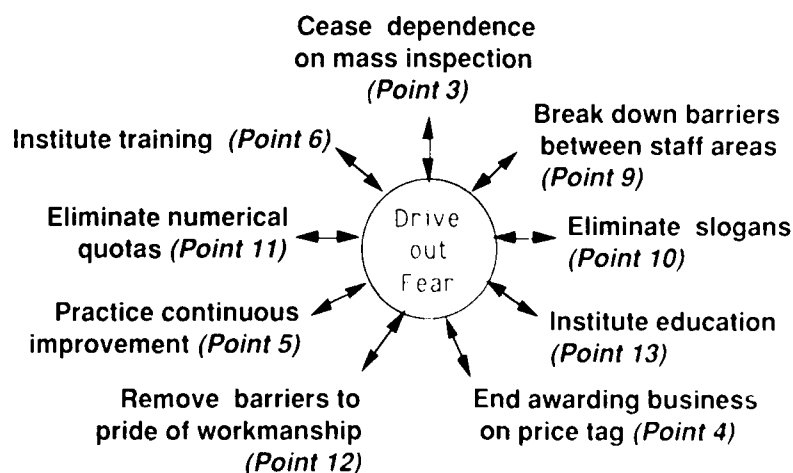 Cease dependence
on mass inspection
(Point 3)
Break down barriers
between staff areas
(Point 9)
Institute training (Point 6)
Eliminate numerical
quotas (Point 11)
Drive
out
Fear
Eliminate slogans
(Point 10)
Practice continuous
improvement (Point 5)
Institute education
(Point 13)
Remove barriers to
pride of workmanship
(Point 12)
End awarding business
on price tag (Point 4)